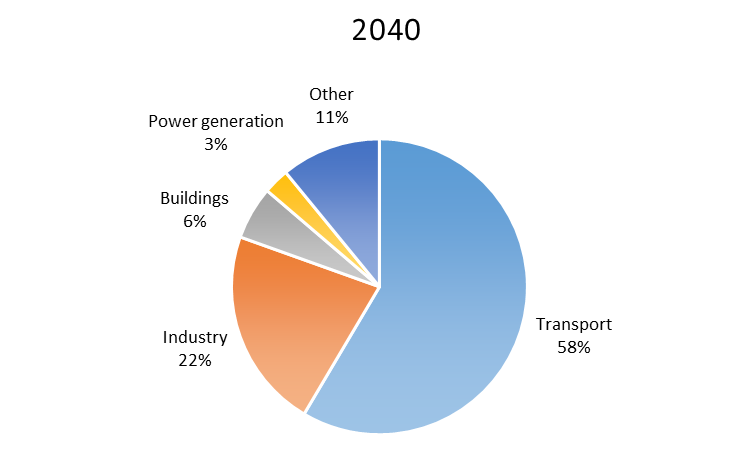 2040
Other
11%
Power generation
3%
Buildings
6%
Industry
22%
Transport
58%